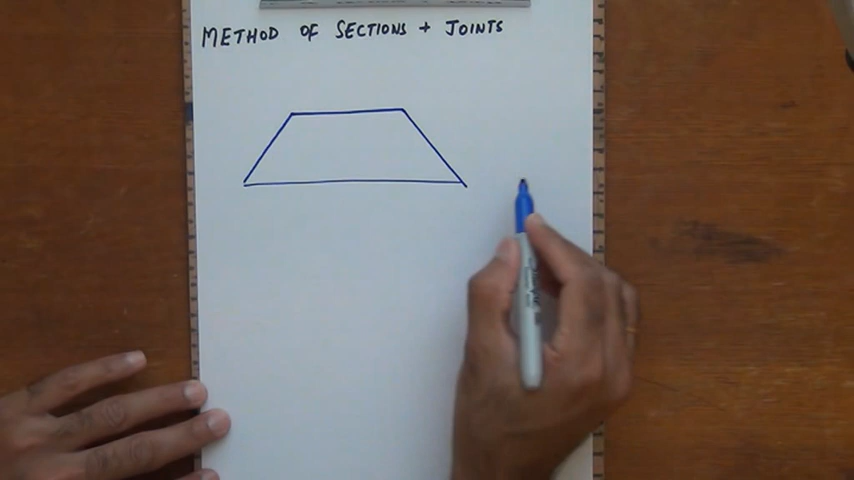 METHOD OF SECTIONS + JOINTS